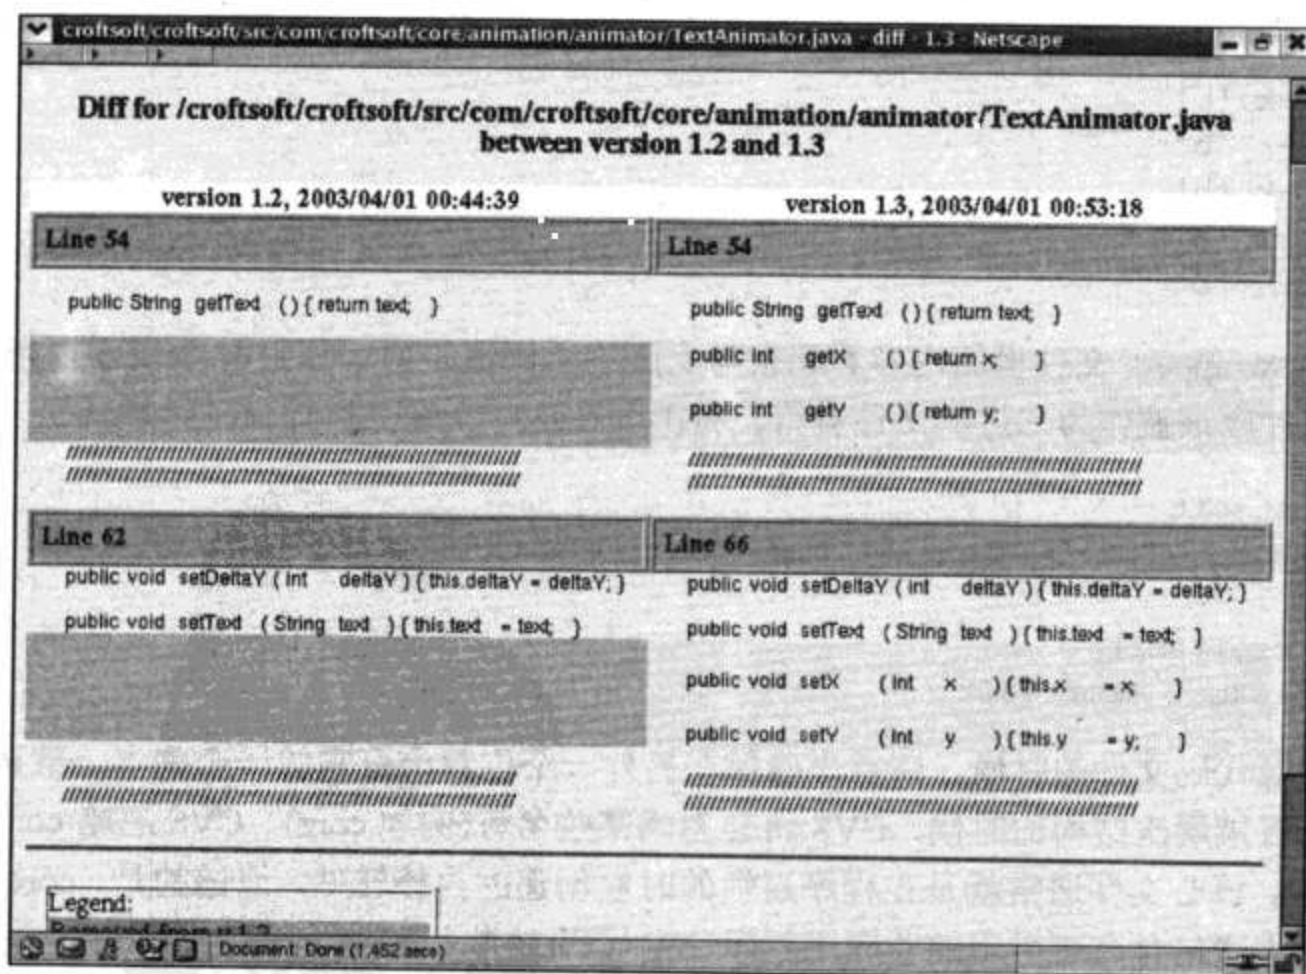 croftsoft/croftsoft/src/com/croftsoft/core/animation/animator/TextAnimator.java - diff - 1.3 - Netscape
Diff for /croftsoft/croftsoft/src/com/croftsoft/core/animation/animator/TextAnimator.java
between version 1.2 and 1.3
version 1.2, 2003/04/01 00:44:39
version 1.3, 2003/04/01 00:53:18
Line 54
Line 54
public String getText () { return text; }
public String getText () { return text; }
public int getX () { return x; }
public int getY () { return y; }
//////////////////////////////////////////////////////////////////////
//////////////////////////////////////////////////////////////////////
//////////////////////////////////////////////////////////////////////
//////////////////////////////////////////////////////////////////////
Line 62
Line 66
public void setDeltaY ( int deltaY ) { this.deltaY = deltaY; }
public void setText ( String text ) { this.text = text; }
public void setDeltaY ( int deltaY ) { this.deltaY = deltaY; }
public void setText ( String text ) { this.text = text; }
public void setX ( int x ) { this.x = x; }
public void setY ( int y ) { this.y = y; }
//////////////////////////////////////////////////////////////////////
//////////////////////////////////////////////////////////////////////
//////////////////////////////////////////////////////////////////////
//////////////////////////////////////////////////////////////////////
Legend:
Removed from v.1.2
Document: Done (1.452 secs)